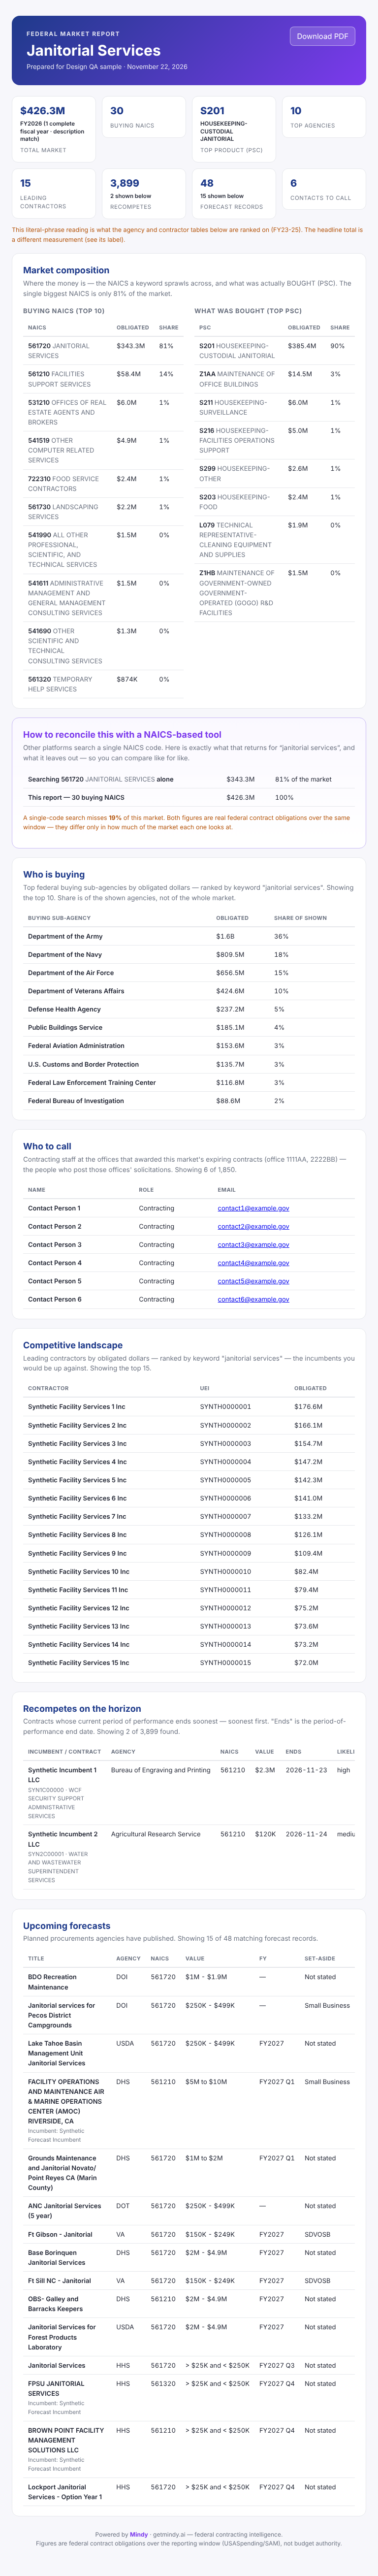 FEDERAL MARKET REPORT
Janitorial Services
Prepared for Design QA sample · November 22, 2026
Download PDF
$426.3M
FY2026 (1 complete
fiscal year · description
match)
TOTAL MARKET
30
BUYING NAICS
S201
HOUSEKEEPING-
CUSTODIAL
JANITORIAL
TOP PRODUCT (PSC)
10
TOP AGENCIES
15
LEADING
CONTRACTORS
3,899
2 shown below
RECOMPETES
48
15 shown below
FORECAST RECORDS
6
CONTACTS TO CALL
This literal-phrase reading is why the agency and contractor tables below are ranked on (FY23-25). The headline total is
a different measurement (see its label).
Market composition
Where the money is — the NAICS a keyword sprawls across, and what was actually BOUGHT (PSC). The
single biggest NAICS is only 81% of the market.
BUYING NAICS (TOP 10)
NAICS OBLIGATED SHARE
561720 JANITORIAL
SERVICES $343.3M 81%
561210 FACILITIES
SUPPORT SERVICES $58.4M 14%
531210 OFFICES OF REAL
ESTATE AGENTS AND
BROKERS $6.0M 1%
541519 OTHER
COMPUTER RELATED
SERVICES $4.9M 1%
722310 FOOD SERVICE
CONTRACTORS $2.4M 1%
561730 LANDSCAPING
SERVICES $2.2M 1%
541990 ALL OTHER
PROFESSIONAL,
SCIENTIFIC, AND
TECHNICAL SERVICES $1.5M 0%
541611 ADMINISTRATIVE
MANAGEMENT AND
GENERAL MANAGEMENT
CONSULTING SERVICES $1.5M 0%
541690 OTHER
SCIENTIFIC AND
TECHNICAL
CONSULTING SERVICES $1.3M 0%
561320 TEMPORARY
HELP SERVICES $874K 0%
WHAT WAS BOUGHT (TOP PSC)
PSC OBLIGATED SHARE
S201 HOUSEKEEPING-
CUSTODIAL JANITORIAL $385.4M 90%
Z1AA MAINTENANCE OF
OFFICE BUILDINGS $14.5M 3%
S211 HOUSEKEEPING-
SURVEILLANCE $6.0M 1%
S216 HOUSEKEEPING-
FACILITIES OPERATIONS
SUPPORT $5.0M 1%
S299 HOUSEKEEPING-
OTHER $2.6M 1%
S203 HOUSEKEEPING-
FOOD $2.4M 1%
L079 TECHNICAL
REPRESENTATIVE-
CLEANING EQUIPMENT
AND SUPPLIES $1.9M 0%
Z1HB MAINTENANCE OF
GOVERNMENT-OWNED
GOVERNMENT-
OPERATED (GOGO) R&D
FACILITIES $1.5M 0%
How to reconcile this with a NAICS-based tool
Other platforms search a single NAICS code. Here is exactly what that returns for "janitorial services", and
what it leaves out — so you can compare like for like.
Searching 561720 JANITORIAL SERVICES alone $343.3M 81% of the market
This report — 30 buying NAICS $426.3M 100%
A single-code search misses 19% of this market. Both figures are real federal contract obligations over the same
window — they differ only in how much of the market each one looks at.
Who is buying
Top federal buying sub-agencies by obligated dollars — ranked by keyword "janitorial services". Showing
the top 10. Share is of the shown agencies, not of the whole market.
BUYING SUB-AGENCY OBLIGATED SHARE OF SHOWN
Department of the Army $1.6B 36%
Department of the Navy $809.5M 18%
Department of the Air Force $656.5M 15%
Department of Veterans Affairs $424.6M 10%
Defense Health Agency $237.2M 5%
Public Buildings Service $185.1M 4%
Federal Aviation Administration $153.6M 3%
U.S. Customs and Border Protection $135.7M 3%
Federal Law Enforcement Training Center $116.8M 3%
Federal Bureau of Investigation $88.6M 2%
Who to call
Contracting staff at the offices that awarded this market's expiring contracts (office 1111AA, 2222BB) —
the people who post those offices' solicitations. Showing 6 of 1,850.
NAME ROLE EMAIL
Contact Person 1 Contracting contact1@example.gov
Contact Person 2 Contracting contact2@example.gov
Contact Person 3 Contracting contact3@example.gov
Contact Person 4 Contracting contact4@example.gov
Contact Person 5 Contracting contact5@example.gov
Contact Person 6 Contracting contact6@example.gov
Competitive landscape
Leading contractors by obligated dollars — ranked by keyword "janitorial services" — the incumbents you
would be up against. Showing the top 15.
CONTRACTOR UEI OBLIGATED
Synthetic Facility Services 1 Inc SYNTH0000001 $176.6M
Synthetic Facility Services 2 Inc SYNTH0000002 $166.1M
Synthetic Facility Services 3 Inc SYNTH0000003 $154.7M
Synthetic Facility Services 4 Inc SYNTH0000004 $147.2M
Synthetic Facility Services 5 Inc SYNTH0000005 $142.3M
Synthetic Facility Services 6 Inc SYNTH0000006 $141.0M
Synthetic Facility Services 7 Inc SYNTH0000007 $133.2M
Synthetic Facility Services 8 Inc SYNTH0000008 $126.1M
Synthetic Facility Services 9 Inc SYNTH0000009 $109.4M
Synthetic Facility Services 10 Inc SYNTH0000010 $82.4M
Synthetic Facility Services 11 Inc SYNTH0000011 $79.4M
Synthetic Facility Services 12 Inc SYNTH0000012 $75.2M
Synthetic Facility Services 13 Inc SYNTH0000013 $73.6M
Synthetic Facility Services 14 Inc SYNTH0000014 $73.2M
Synthetic Facility Services 15 Inc SYNTH0000015 $72.0M
Recompetes on the horizon
Contracts whose current period of performance ends soonest — soonest first. "Ends" is the period-of-
performance end date. Showing 2 of 3,899 found.
INCUMBENT / CONTRACT AGENCY NAICS VALUE ENDS LIKELI
Synthetic Incumbent 1
LLC Bureau of Engraving and Printing 561210 $2.3M 2026-11-23 high
SYN1C00000 · WCF
SECURITY SUPPORT
ADMINISTRATIVE
SERVICES
Synthetic Incumbent 2
LLC Agricultural Research Service 561210 $120K 2026-11-24 mediu
SYN2C00001 · WATER
AND WASTEWATER
SUPERINTENDENT
SERVICES
Upcoming forecasts
Planned procurements agencies have published. Showing 15 of 48 matching forecast records.
TITLE AGENCY NAICS VALUE FY SET-ASIDE
BDO Recreation
Maintenance DOI 561720 $1M - $1.9M — Not stated
Janitorial services for
Pecos District
Campgrounds DOI 561720 $250K - $499K — Small Business
Lake Tahoe Basin
Management Unit
Janitorial Services USDA 561720 $250K - $499K FY2027 Not stated
FACILITY OPERATIONS
AND MAINTENANCE AIR
& MARINE OPERATIONS
CENTER (AMOC)
RIVERSIDE, CA DHS 561210 $5M to $10M FY2027 Q1 Small Business
Incumbent: Synthetic
Forecast Incumbent
Grounds Maintenance
and Janitorial Novato/
Point Reyes CA (Marin
County) DHS 561720 $1M to $2M FY2027 Q1 Not stated
ANC Janitorial Services
(5 year) DOT 561720 $250K - $499K — Not stated
Ft Gibson - Janitorial VA 561720 $150K - $249K FY2027 SDVOSB
Base Borinquen
Janitorial Services DHS 561720 $2M - $4.9M FY2027 Not stated
Ft Sill NC - Janitorial VA 561720 $150K - $249K FY2027 SDVOSB
OBS- Galley and
Barracks Keepers DHS 561210 $2M - $4.9M FY2027 Not stated
Janitorial Services for
Forest Products
Laboratory USDA 561720 $2M - $4.9M FY2027 Not stated
Janitorial Services HHS 561720 > $25K and < $250K FY2027 Q3 Not stated
FPSU JANITORIAL
SERVICES HHS 561320 > $25K and < $250K FY2027 Q4 Not stated
Incumbent: Synthetic
Forecast Incumbent
BROWN POINT FACILITY
MANAGEMENT
SOLUTIONS LLC HHS 561210 > $25K and < $250K FY2027 Q4 Not stated
Incumbent: Synthetic
Forecast Incumbent
Lockport Janitorial
Services - Option Year 1 HHS 561720 > $25K and < $250K FY2027 Q4 Not stated
Powered by Mindy · getmindy.ai — federal contracting intelligence.
Figures are federal contract obligations over the reporting window (USASpending/SAM), not budget authority.